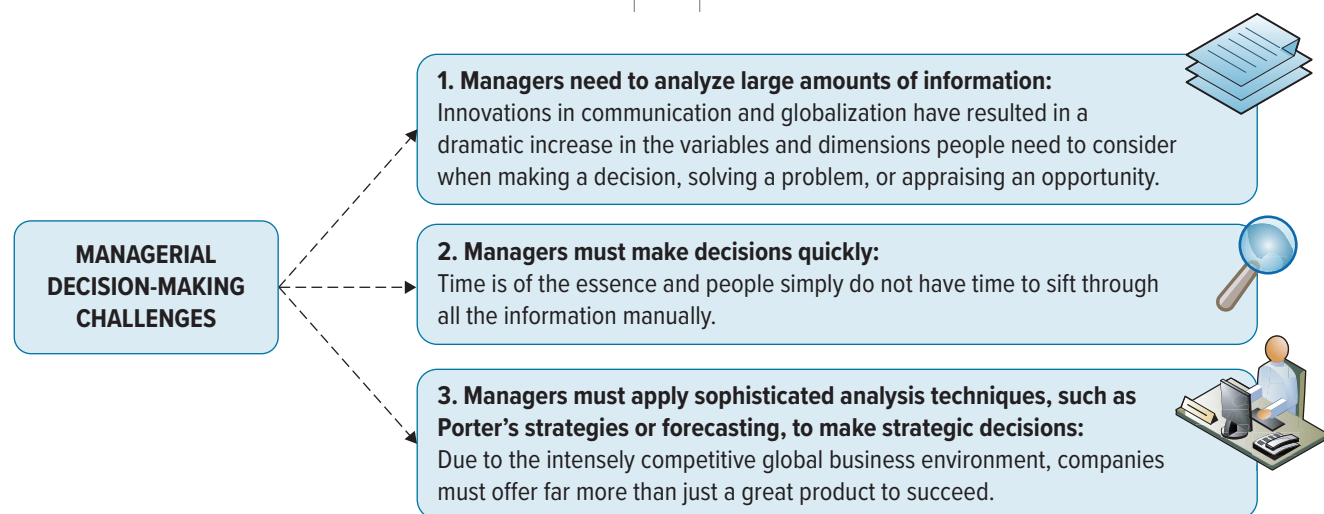 MANAGERIAL
DECISION-MAKING
CHALLENGES
1. Managers need to analyze large amounts of information:
Innovations in communication and globalization have resulted in a
dramatic increase in the variables and dimensions people need to consider
when making a decision, solving a problem, or appraising an opportunity.
2. Managers must make decisions quickly:
Time is of the essence and people simply do not have time to sift through
all the information manually.
3. Managers must apply sophisticated analysis techniques, such as
Porter’s strategies or forecasting, to make strategic decisions:
Due to the intensely competitive global business environment, companies
must offer far more than just a great product to succeed.